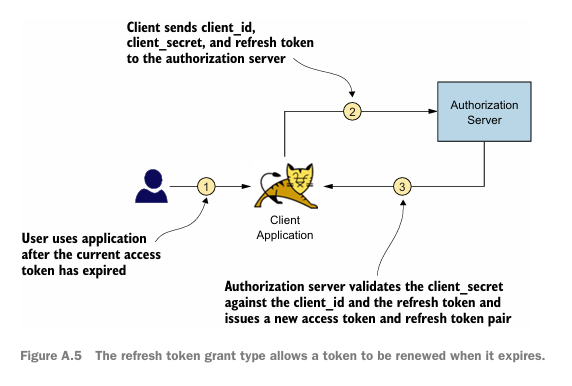 Client sends client_id,
client_secret, and refresh token
to the authorization server
2
Authorization
Server
1
3
Client
Application
User uses application
after the current access
token has expired
Authorization server validates the client_secret
against the client_id and the refresh token and
issues a new access token and refresh token pair
Figure A.5 The refresh token grant type allows a token to be renewed when it expires.